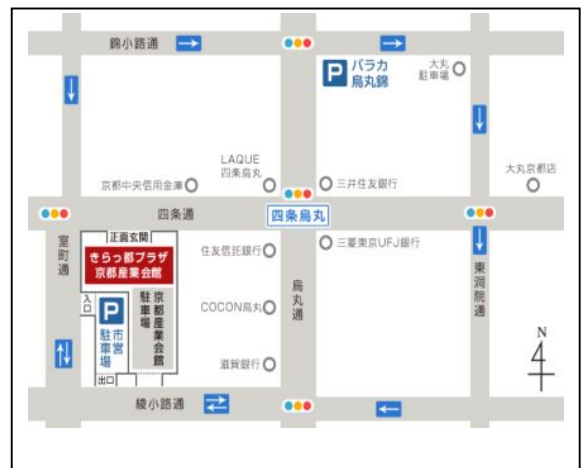 錦小路通
P
パラカ
烏丸錦
大丸
駐車場
LAQUE
四条烏丸
京都中央信用金庫
三井住友銀行
大丸京都店
四条通
四条烏丸
正面玄関
きらっ都プラザ
京都産業会館
室町通
入口
P
市営
駐車場
京都産業会館
駐車場
出口
住友信託銀行
COCON烏丸
滋賀銀行
烏丸通
三菱東京UFJ銀行
東洞院通
N
綾小路通